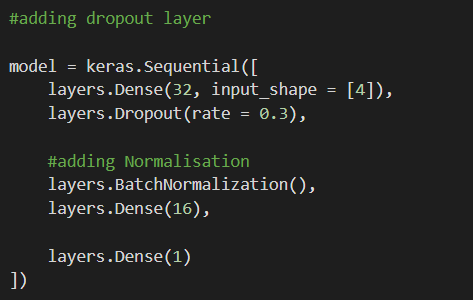 #adding dropout layer
model = keras.Sequential([
    layers.Dense(32, input_shape = [4]),
    layers.Dropout(rate = 0.3),
    #adding Normalisation
    layers.BatchNormalization(),
    layers.Dense(16),
    layers.Dense(1)
])